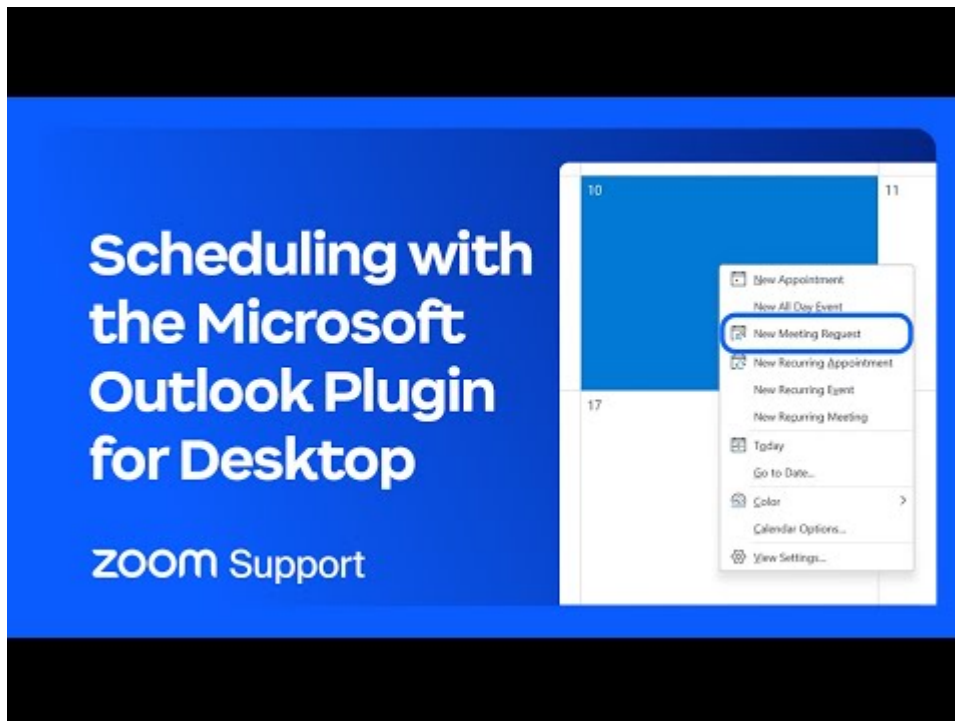 Scheduling with
the Microsoft
Outlook Plugin
for Desktop
zoom Support
10
11
New Appointment
New All Day Event
New Meeting Request
New Recurring Appointment
New Recurring Event
New Recurring Meeting
17
Today
Go to Date...
Color
Calendar Options...
View Settings...